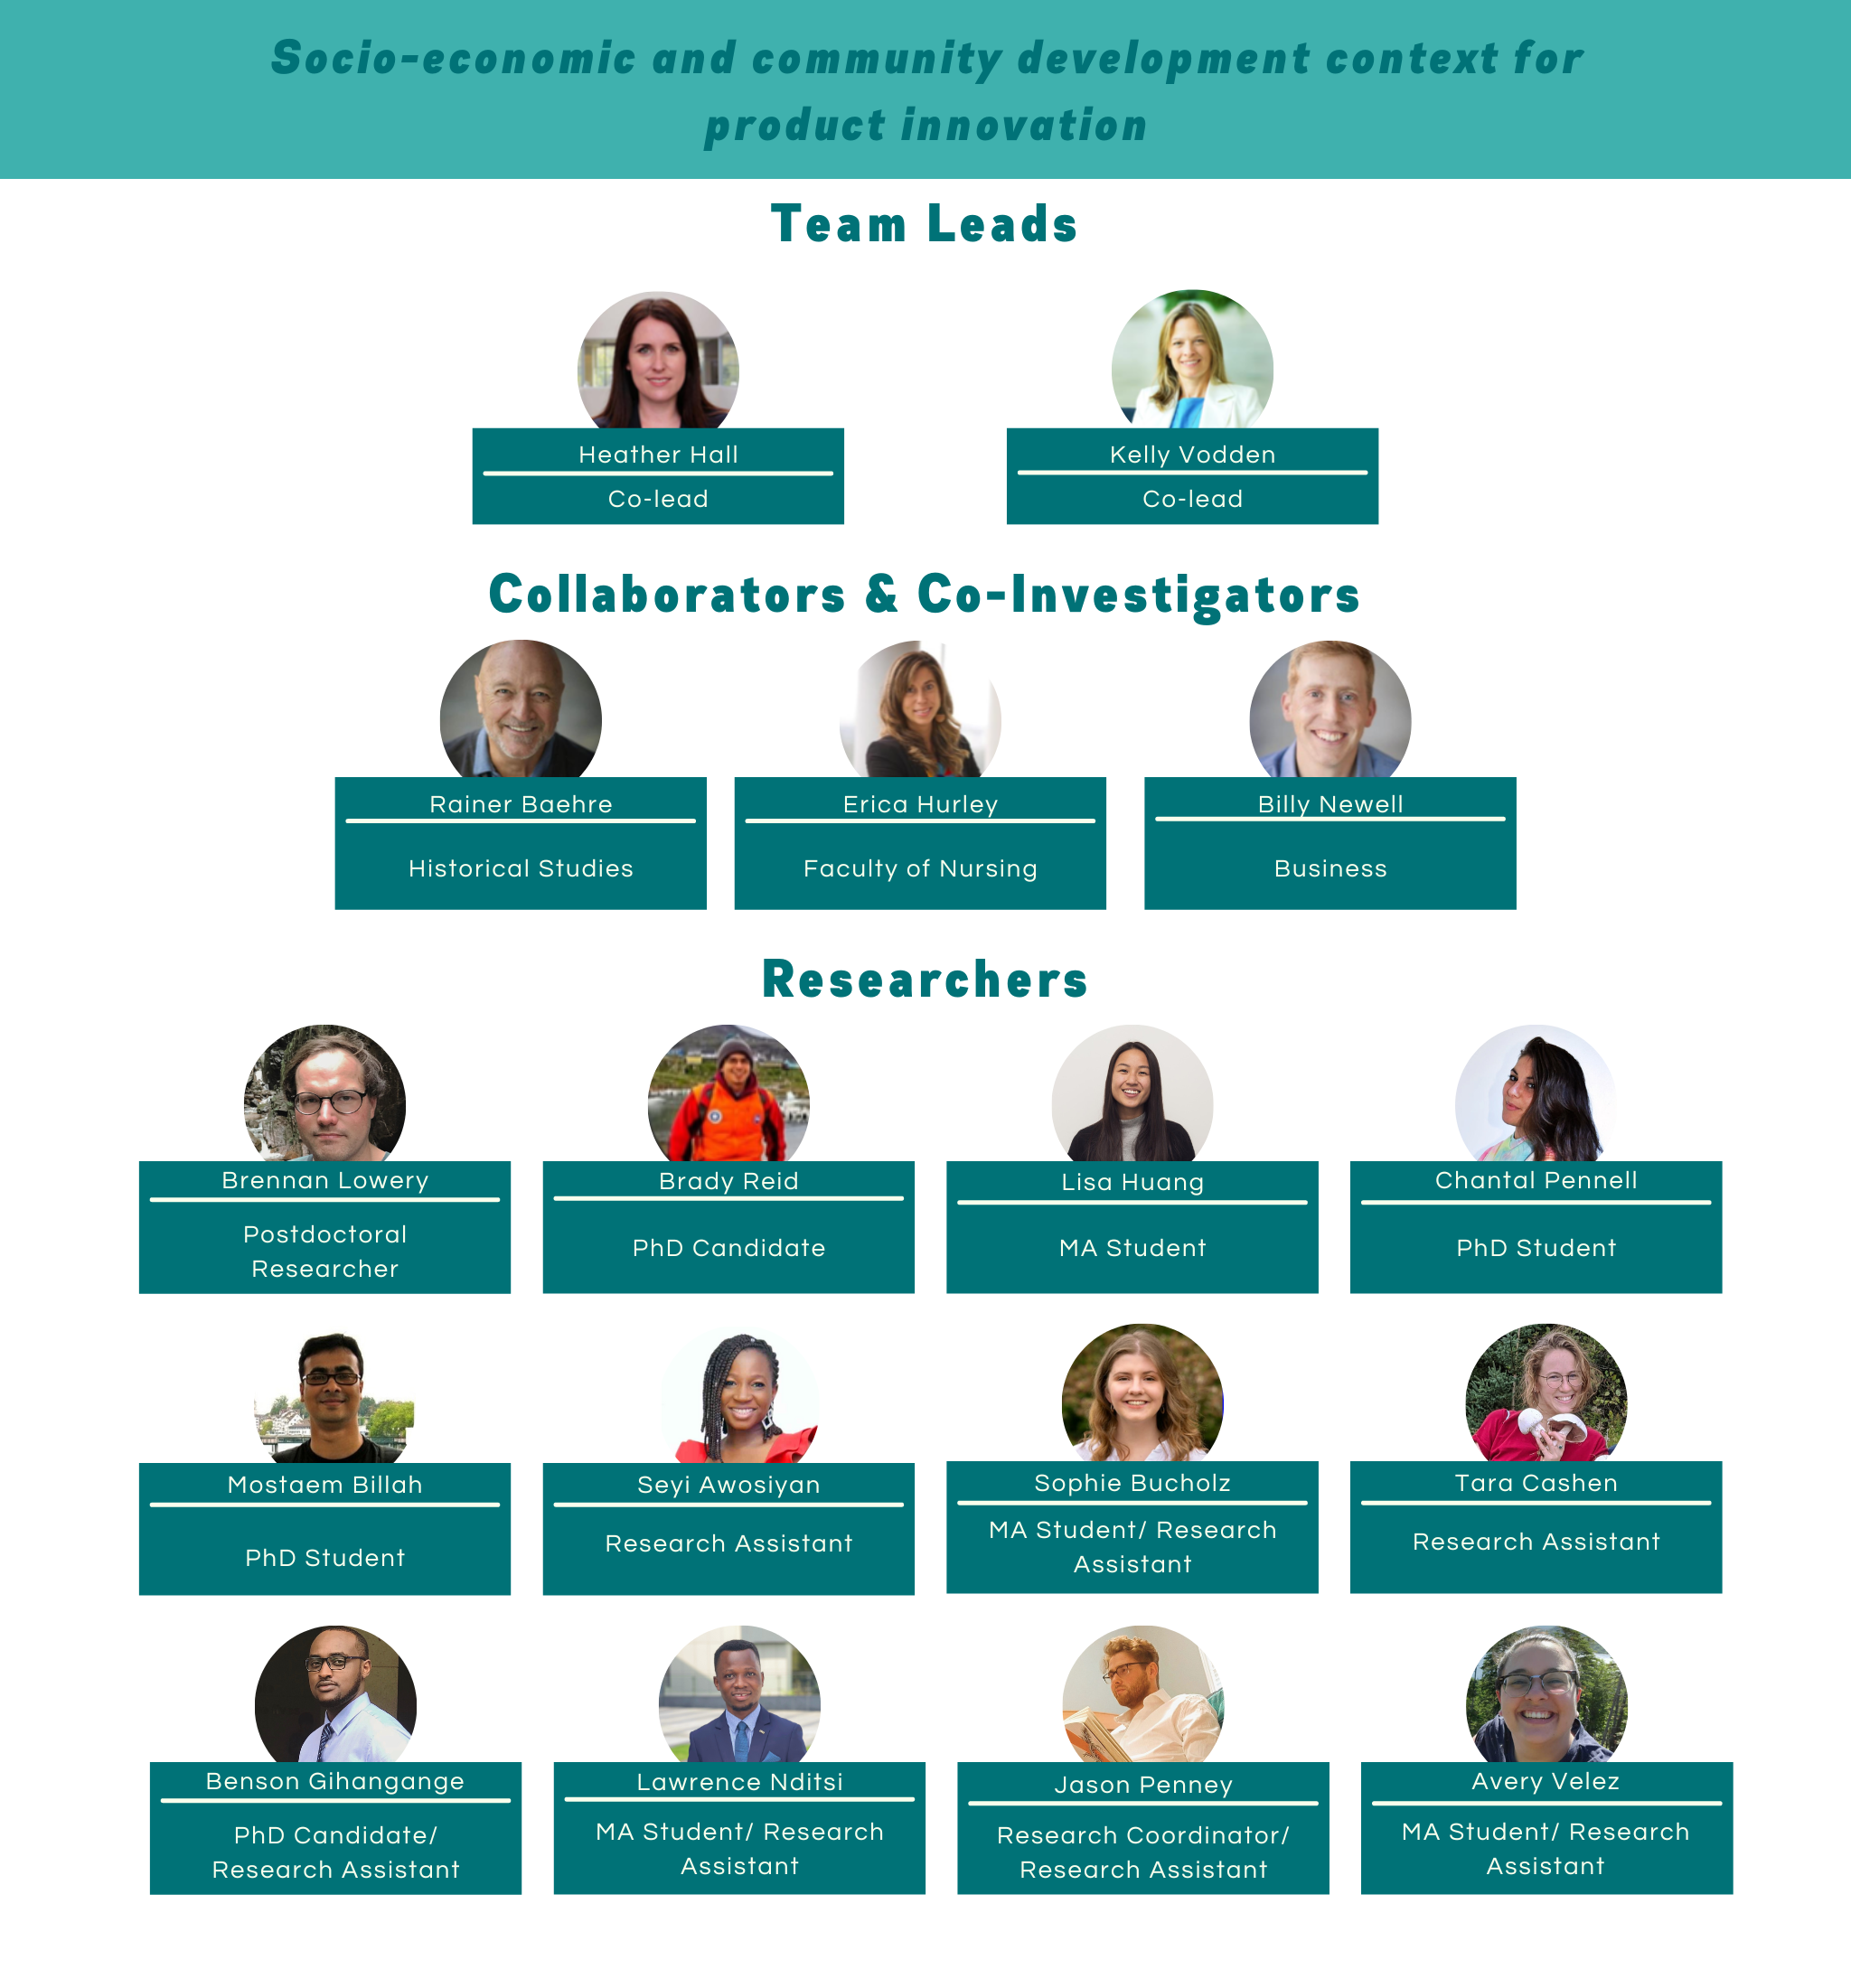 Socio-economic and community development context for
product innovation
Team Leads
Heather Hall
Co-lead
Kelly Vodden
Co-lead
Collaborators & Co-Investigators
Rainer Baehre
Historical Studies
Erica Hurley
Faculty of Nursing
Billy Newell
Business
Researchers
Brennan Lowery
Postdoctoral
Researcher
Brady Reid
PhD Candidate
Lisa Huang
MA Student
Chantal Pennell
PhD Student
Mostaem Billah
PhD Student
Seyi Awosiyan
Research Assistant
Sophie Bucholz
MA Student/ Research
Assistant
Tara Cashen
Research Assistant
Benson Gihangange
PhD Candidate/
Research Assistant
Lawrence Nditsi
MA Student/ Research
Assistant
Jason Penney
Research Coordinator/
Research Assistant
Avery Velez
MA Student/ Research
Assistant